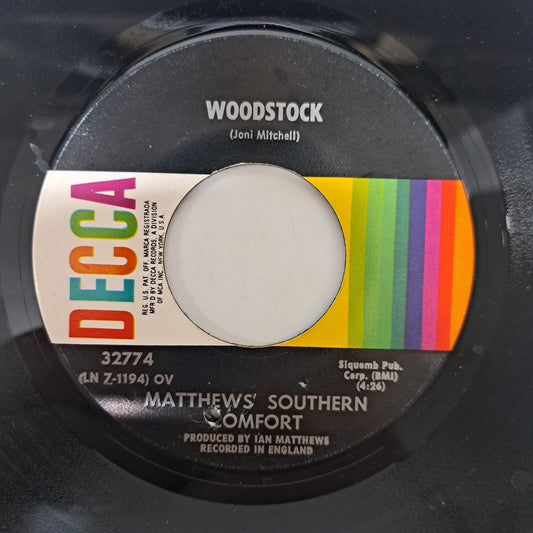 WOODSTOCK
(Joni Mitchell)
DECCA
REG. U.S. PAT. OFF. MARCA REGISTRADA
MFR'D BY DECCA RECORDS, A DIVISION
OF MCA INC. NEW YORK, U.S.A.
32774
(LN 7-1194) OV
Siquomb Pub.
Corp. (BMI)
(4:26)
MATTHEWS' SOUTHERN
COMFORT
PRODUCED BY IAN MATTHEWS
RECORDED IN ENGLAND